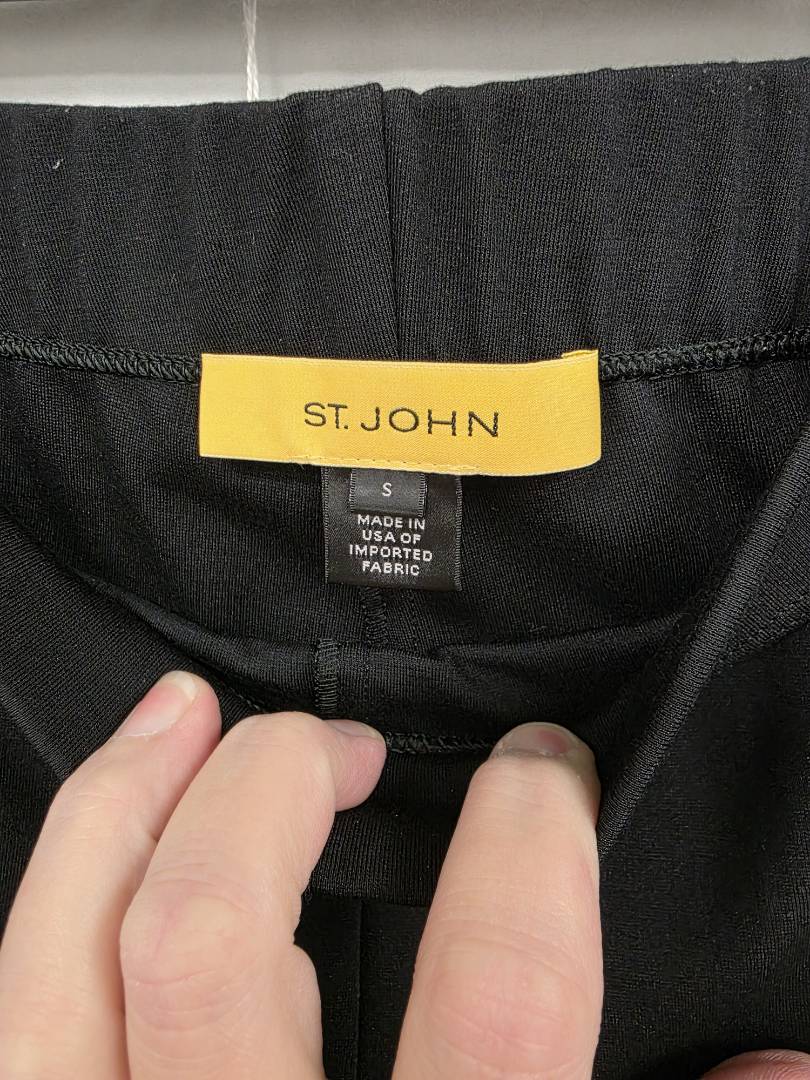 ST. JOHN
S
MADE IN
USA OF
IMPORTED
FABRIC